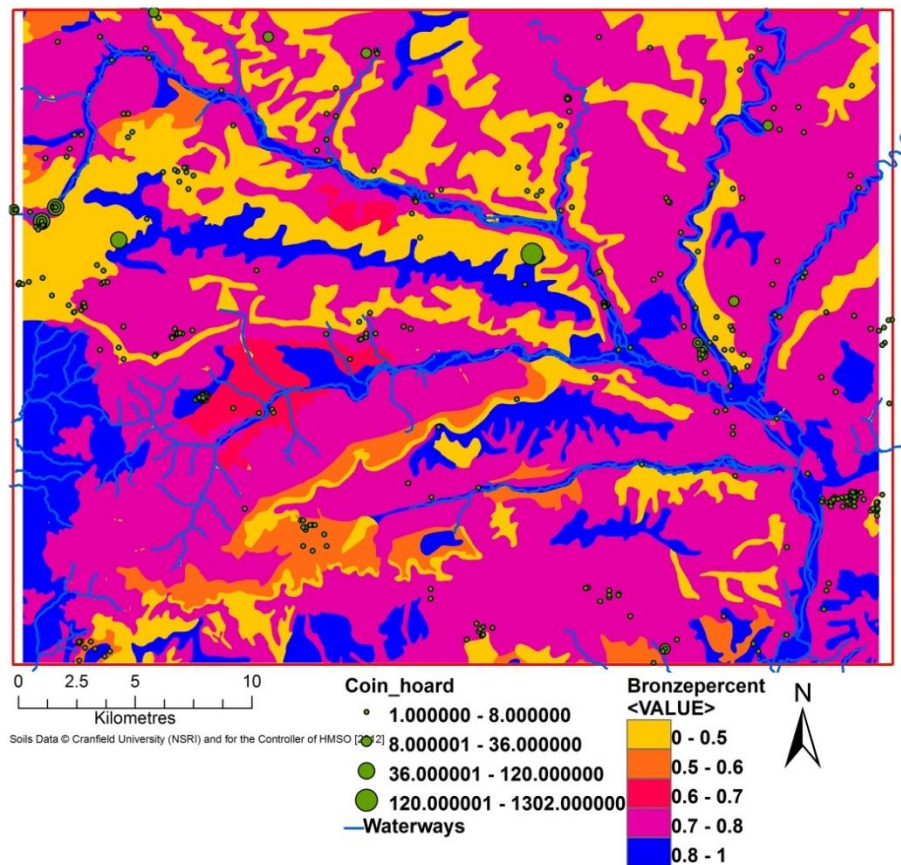 0 2.5 5 10
Kilometres
Soils Data © Cranfield University (NSRI) and for the Controller of HMSO
Coin_hoard
1.000000 - 8.000000
8.000001 - 36.000000
36.000001 - 120.000000
120.000001 - 1302.000000
Waterways
Bronzepercent
<VALUE>
0 - 0.5
0.5 - 0.6
0.6 - 0.7
0.7 - 0.8
0.8 - 1
N